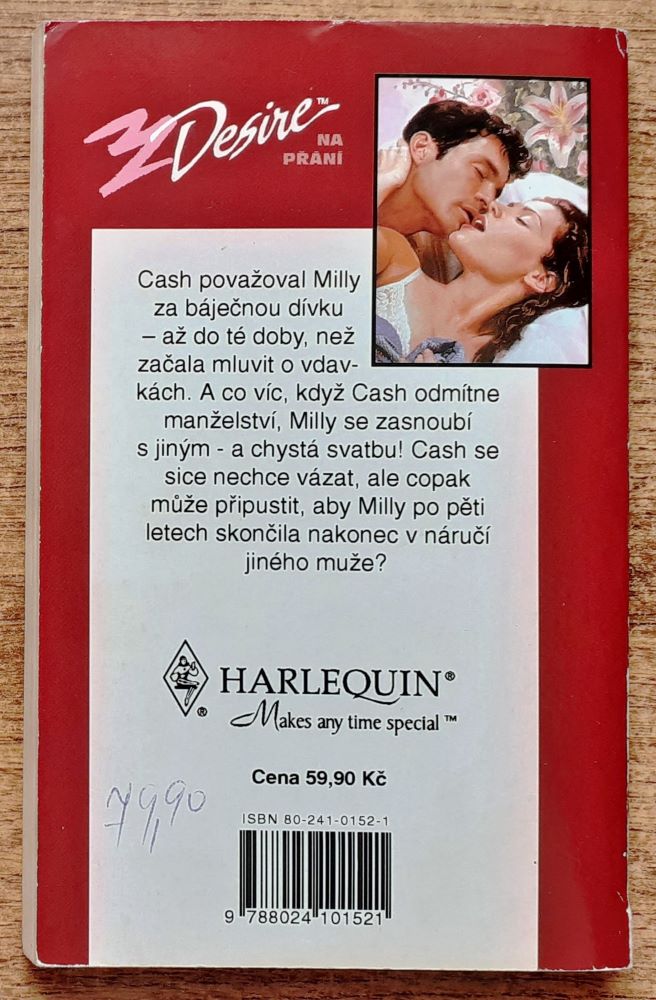 Desire™
NA
PŘÁNÍ
Cash považoval Milly
za báječnou dívku
– až do té doby, než
začala mluvit o vdav-
kách. A co víc, když Cash odmítne
manželství, Milly se zasnoubí
s jiným - a chystá svatbu! Cash se
sice nechce vázat, ale copak
může připustit, aby Milly po pěti
letech skončila nakonec v náručí
jiného muže?
HARLEQUIN®
®
Makes any time special™
Cena 59,90 Kč
79,90
ISBN 80-241-0152-1
9 788024 101521